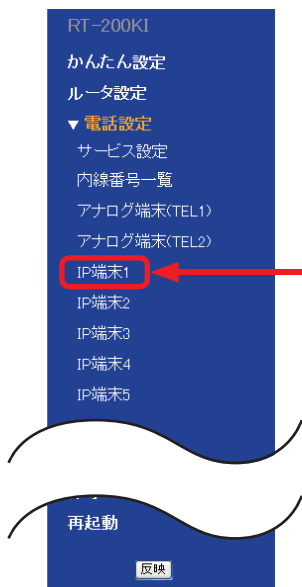 RT-200KI
かんたん設定
ルータ設定
▼電話設定
サービス設定
内線番号一覧
アナログ端末(TEL1)
アナログ端末(TEL2)
IP端末1
IP端末2
IP端末3
IP端末4
IP端末5
再起動
反映